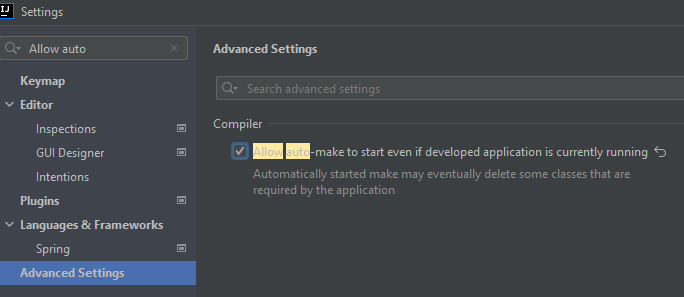 IJ
Settings
Allow auto
Keymap
Editor
Inspections
GUI Designer
Intentions
Plugins
Languages & Frameworks
Spring
Advanced Settings
Advanced Settings
Search advanced settings
Compiler
Allow auto-make to start even if developed application is currently running
Automatically started make may eventually delete some classes that are
required by the application